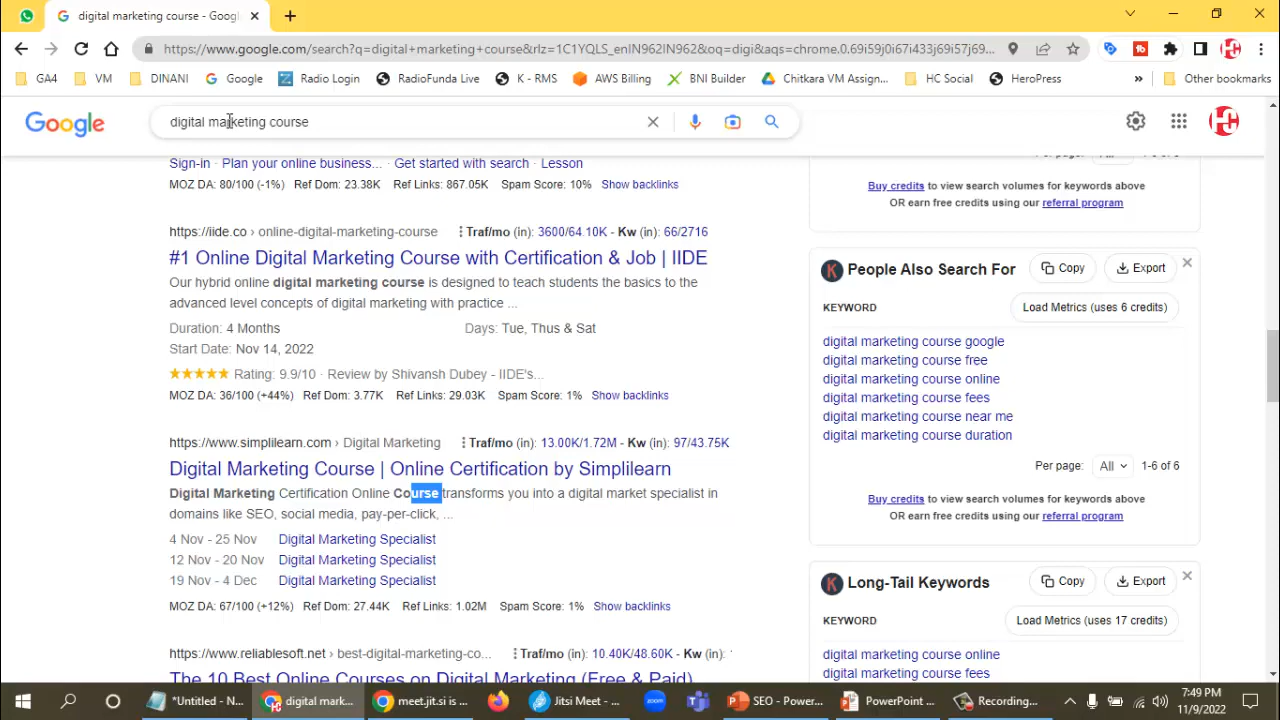 digital marketing course - Googl
https://www.google.com/search?q=digital+marketing+course&rlz=1C1YQLS_enIN962IN962&oq=digi&aqs=chrome.0.69i59j0i67i433j69i57j69...
GA4 VM DINANI Google Radio Login RadioFunda Live K - RMS AWS Billing BNI Builder Chitkara VM Assign... HC Social HeroPress » Other bookmarks
Google digital marketing course
Sign-in · Plan your online business... · Get started with search · Lesson
MOZ DA: 80/100 (-1%) Ref Dom: 23.38K Ref Links: 867.05K Spam Score: 10% Show backlinks
https://iide.co › online-digital-marketing-course Traf/mo (in): 3600/64.10K - Kw (in): 66/2716
#1 Online Digital Marketing Course with Certification & Job | IIDE
Our hybrid online digital marketing course is designed to teach students the basics to the
advanced level concepts of digital marketing with practice ...
Duration: 4 Months Days: Tue, Thus & Sat
Start Date: Nov 14, 2022
Rating: 9.9/10 · Review by Shivansh Dubey - IIDE's...
MOZ DA: 36/100 (+44%) Ref Dom: 3.77K Ref Links: 29.03K Spam Score: 1% Show backlinks
https://www.simplilearn.com › Digital Marketing Traf/mo (in): 13.00K/1.72M - Kw (in): 97/43.75K
Digital Marketing Course | Online Certification by Simplilearn
Digital Marketing Certification Online Course transforms you into a digital market specialist in
domains like SEO, social media, pay-per-click, ...
4 Nov - 25 Nov Digital Marketing Specialist
12 Nov - 20 Nov Digital Marketing Specialist
19 Nov - 4 Dec Digital Marketing Specialist
MOZ DA: 67/100 (+12%) Ref Dom: 27.44K Ref Links: 1.02M Spam Score: 1% Show backlinks
https://www.reliablesoft.net › best-digital-marketing-co... Traf/mo (in): 10.40K/48.60K - Kw (in):
The 10 Best Online Courses on Digital Marketing (Free & Paid)
Buy credits to view search volumes for keywords above
OR earn free credits using our referral program
K People Also Search For Copy Export
KEYWORD Load Metrics (uses 6 credits)
digital marketing course google
digital marketing course free
digital marketing course online
digital marketing course fees
digital marketing course near me
digital marketing course duration
Per page: All 1-6 of 6
Buy credits to view search volumes for keywords above
OR earn free credits using our referral program
K Long-Tail Keywords Copy Export
KEYWORD Load Metrics (uses 17 credits)
digital marketing course online
digital marketing course fees
*Untitled - N... digital mark... meet.jit.si is ... Jitsi Meet - ... zoom SEO - Powe... PowerPoint ... Recording... 7:49 PM
11/9/2022